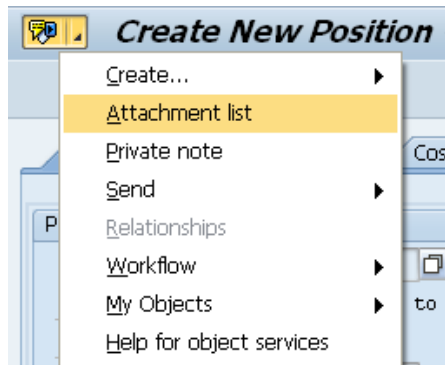 Create New Position
Create...
Attachment list
Private note
Cos
Send
P
Relationships
Workflow
My Objects
to
Help for object services